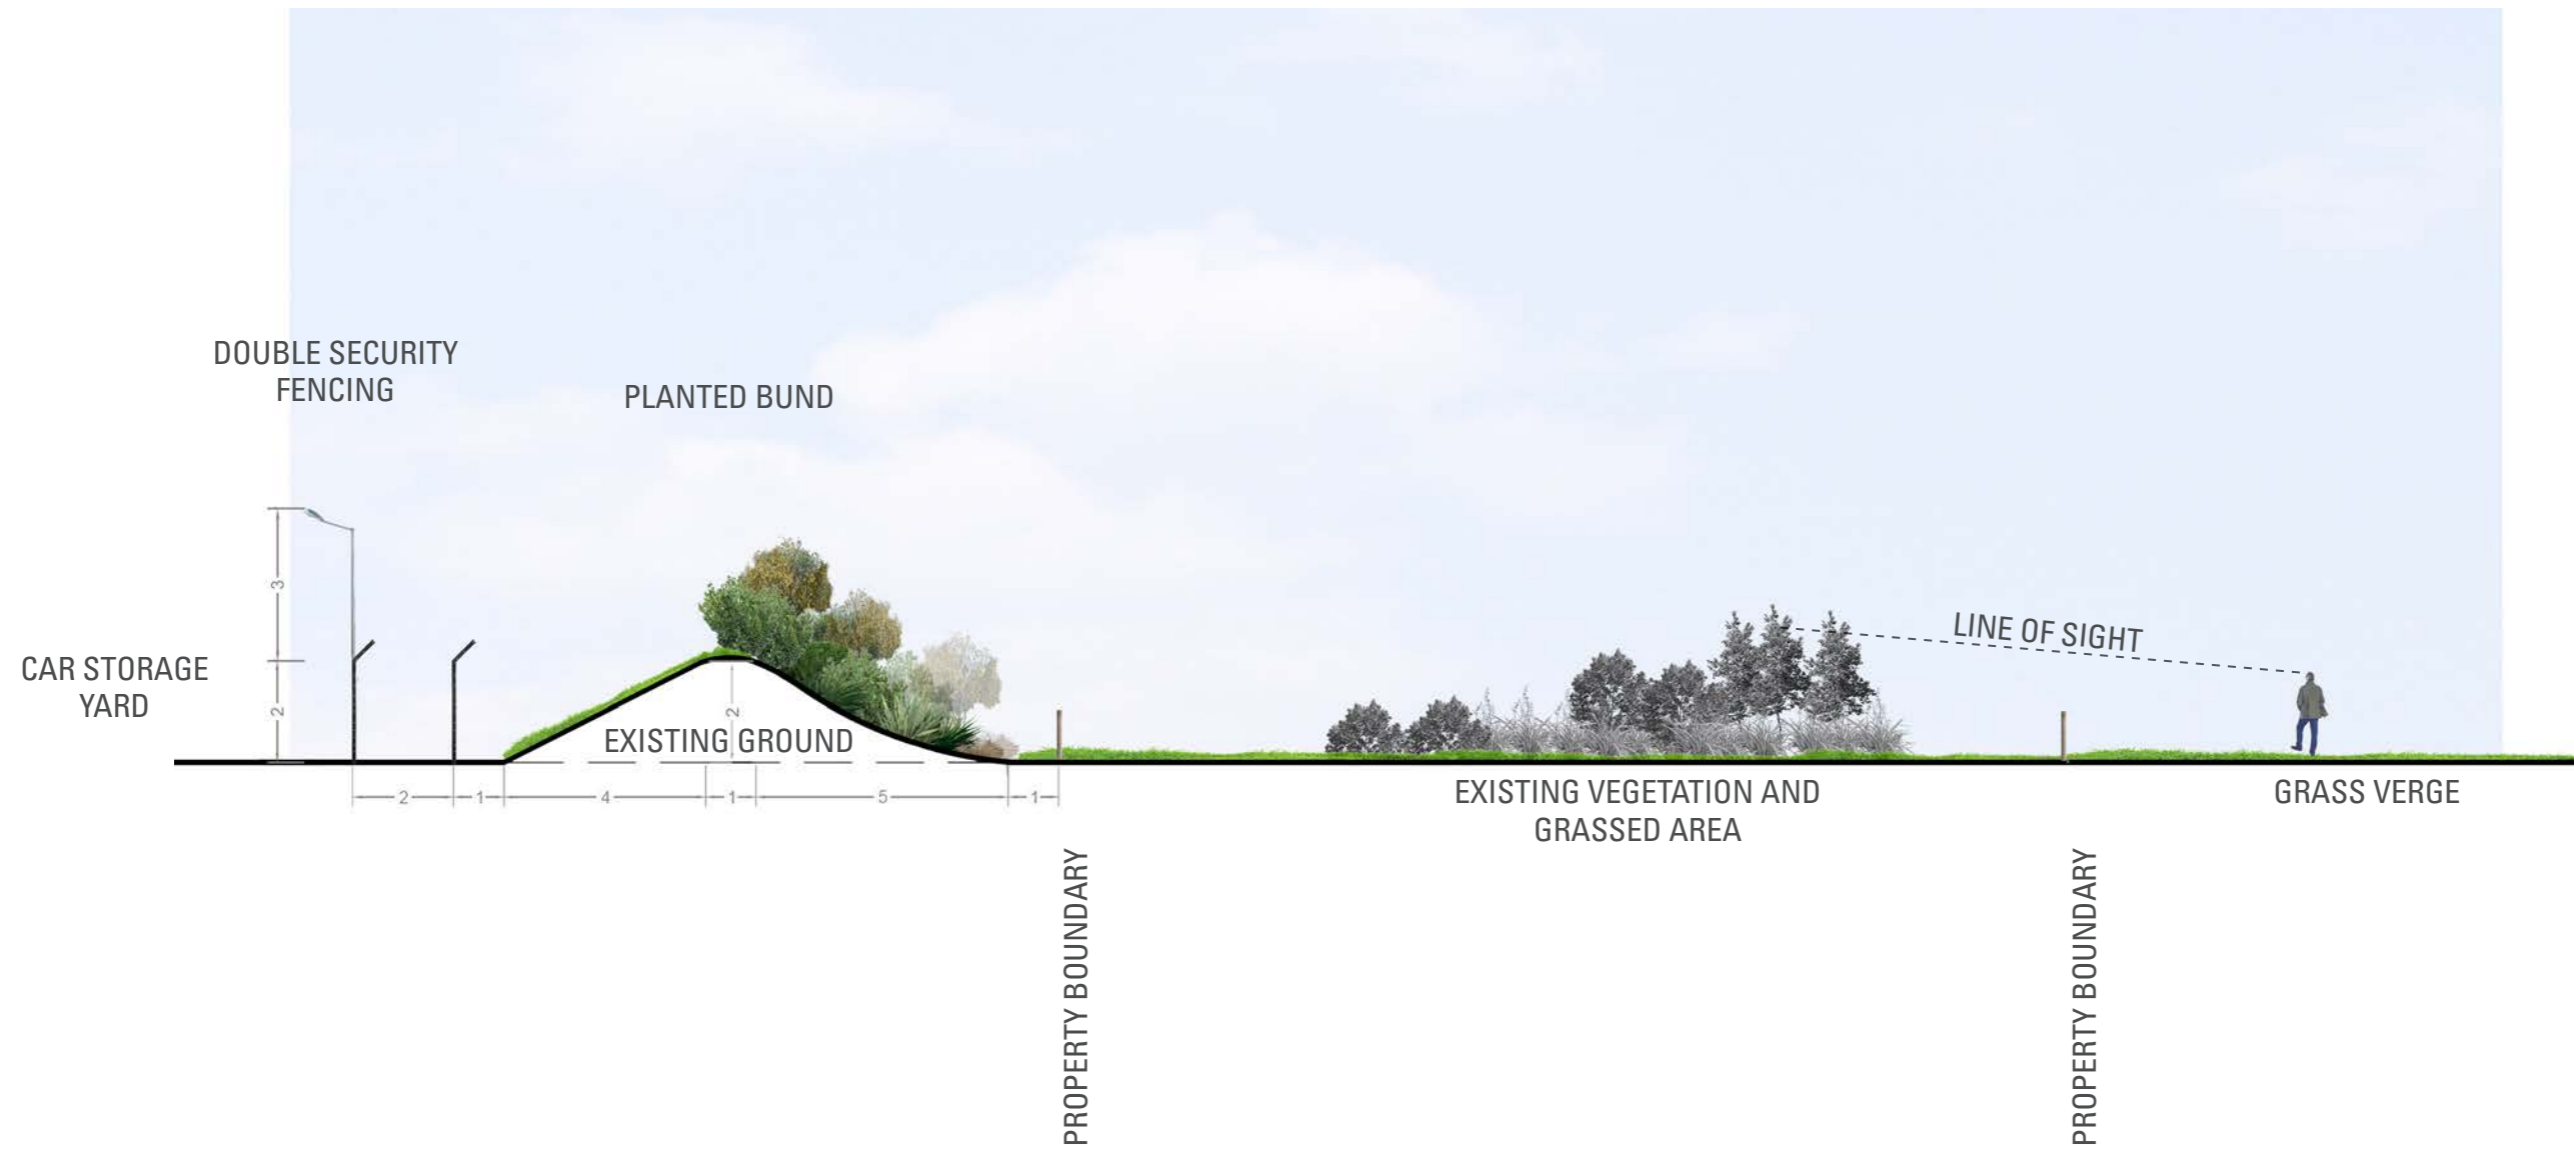 DOUBLE SECURITY
FENCING
PLANTED BUND
3
LINE OF SIGHT
CAR STORAGE
YARD
2
2
EXISTING GROUND
2
1
4
1
5
1
EXISTING VEGETATION AND
GRASSED AREA
GRASS VERGE
PROPERTY BOUNDARY
PROPERTY BOUNDARY